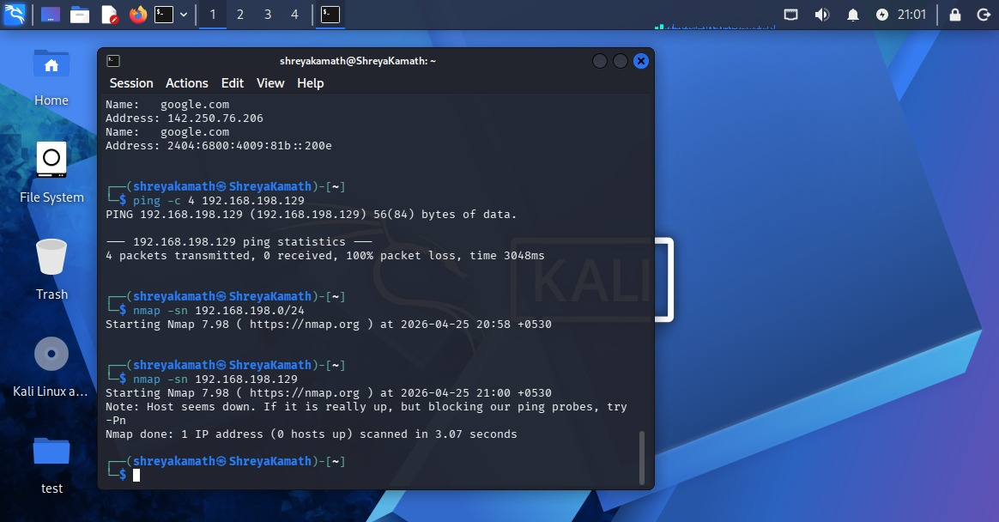 1 2 3 4
21:01
shreyakamath@ShreyaKamath: ~
Session Actions Edit View Help
Name:   google.com
Address: 142.250.76.206
Name:   google.com
Address: 2404:6800:4009:81b::200e
┌──(shreyakamath㉿ShreyaKamath)-[~]
└─$ ping -c 4 192.168.198.129
PING 192.168.198.129 (192.168.198.129) 56(84) bytes of data.
--- 192.168.198.129 ping statistics ---
4 packets transmitted, 0 received, 100% packet loss, time 3048ms
┌──(shreyakamath㉿ShreyaKamath)-[~]
└─$ nmap -sn 192.168.198.0/24
Starting Nmap 7.98 ( https://nmap.org ) at 2026-04-25 20:58 +0530
┌──(shreyakamath㉿ShreyaKamath)-[~]
└─$ nmap -sn 192.168.198.129
Starting Nmap 7.98 ( https://nmap.org ) at 2026-04-25 21:00 +0530
Note: Host seems down. If it is really up, but blocking our ping probes, try
-Pn
Nmap done: 1 IP address (0 hosts up) scanned in 3.07 seconds
┌──(shreyakamath㉿ShreyaKamath)-[~]
└─$
KALI
Home
File System
Trash
Kali Linux a...
test